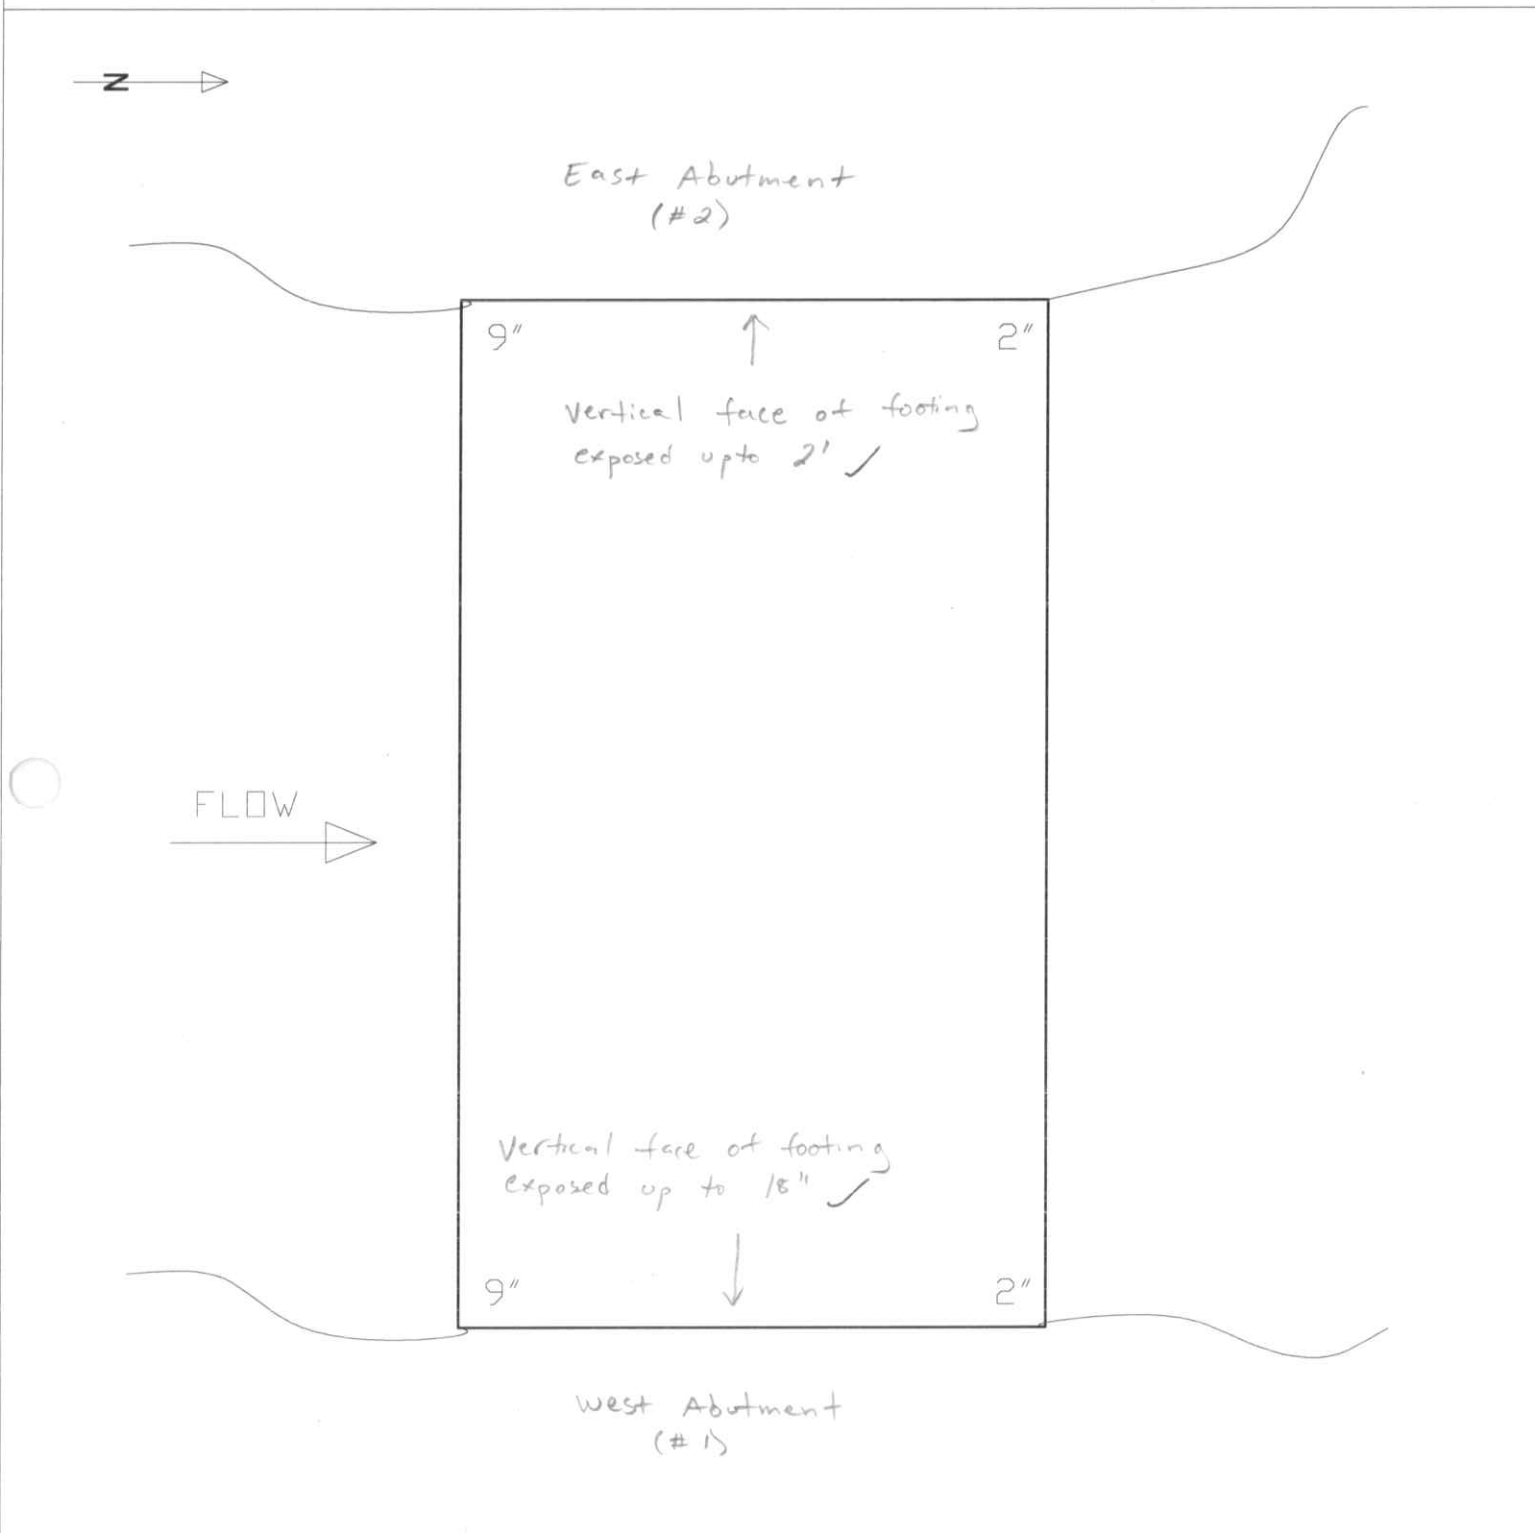 N
East Abutment
(#2)
9" 2"
Vertical face of footing
exposed upto 2' ✓
FLOW
Vertical face of footing
exposed up to 18" ✓
9" 2"
West Abutment
(#1)